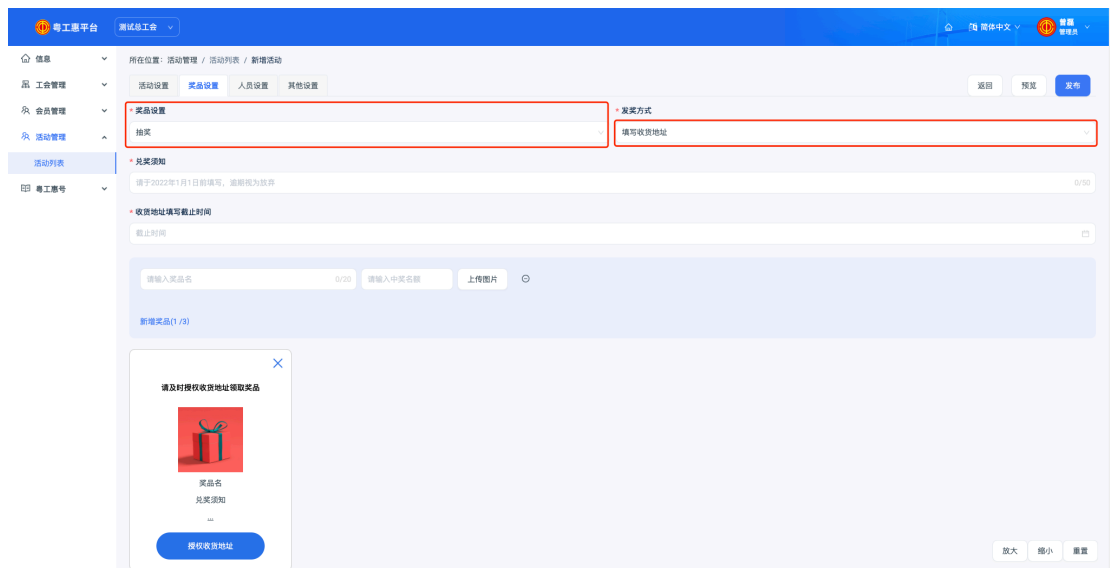 粤工惠平台 测试总工会 简体中文 曾磊
管理员
信息 所在位置：活动管理 / 活动列表 / 新增活动
工会管理 活动设置 奖品设置 人员设置 其他设置 返回 预览 发布
会员管理 * 奖品设置 * 发奖方式
活动管理 抽奖 填写收货地址
活动列表 * 兑奖须知
粤工惠号 请于2022年1月1日前填写，逾期视为放弃 0/50
* 收货地址填写截止时间
截止时间
请输入奖品名 0/20 请输入中奖名额 上传图片
新增奖品(1 /3)
请及时授权收货地址领取奖品
奖品名
兑奖须知
...
授权收货地址
放大 缩小 重置